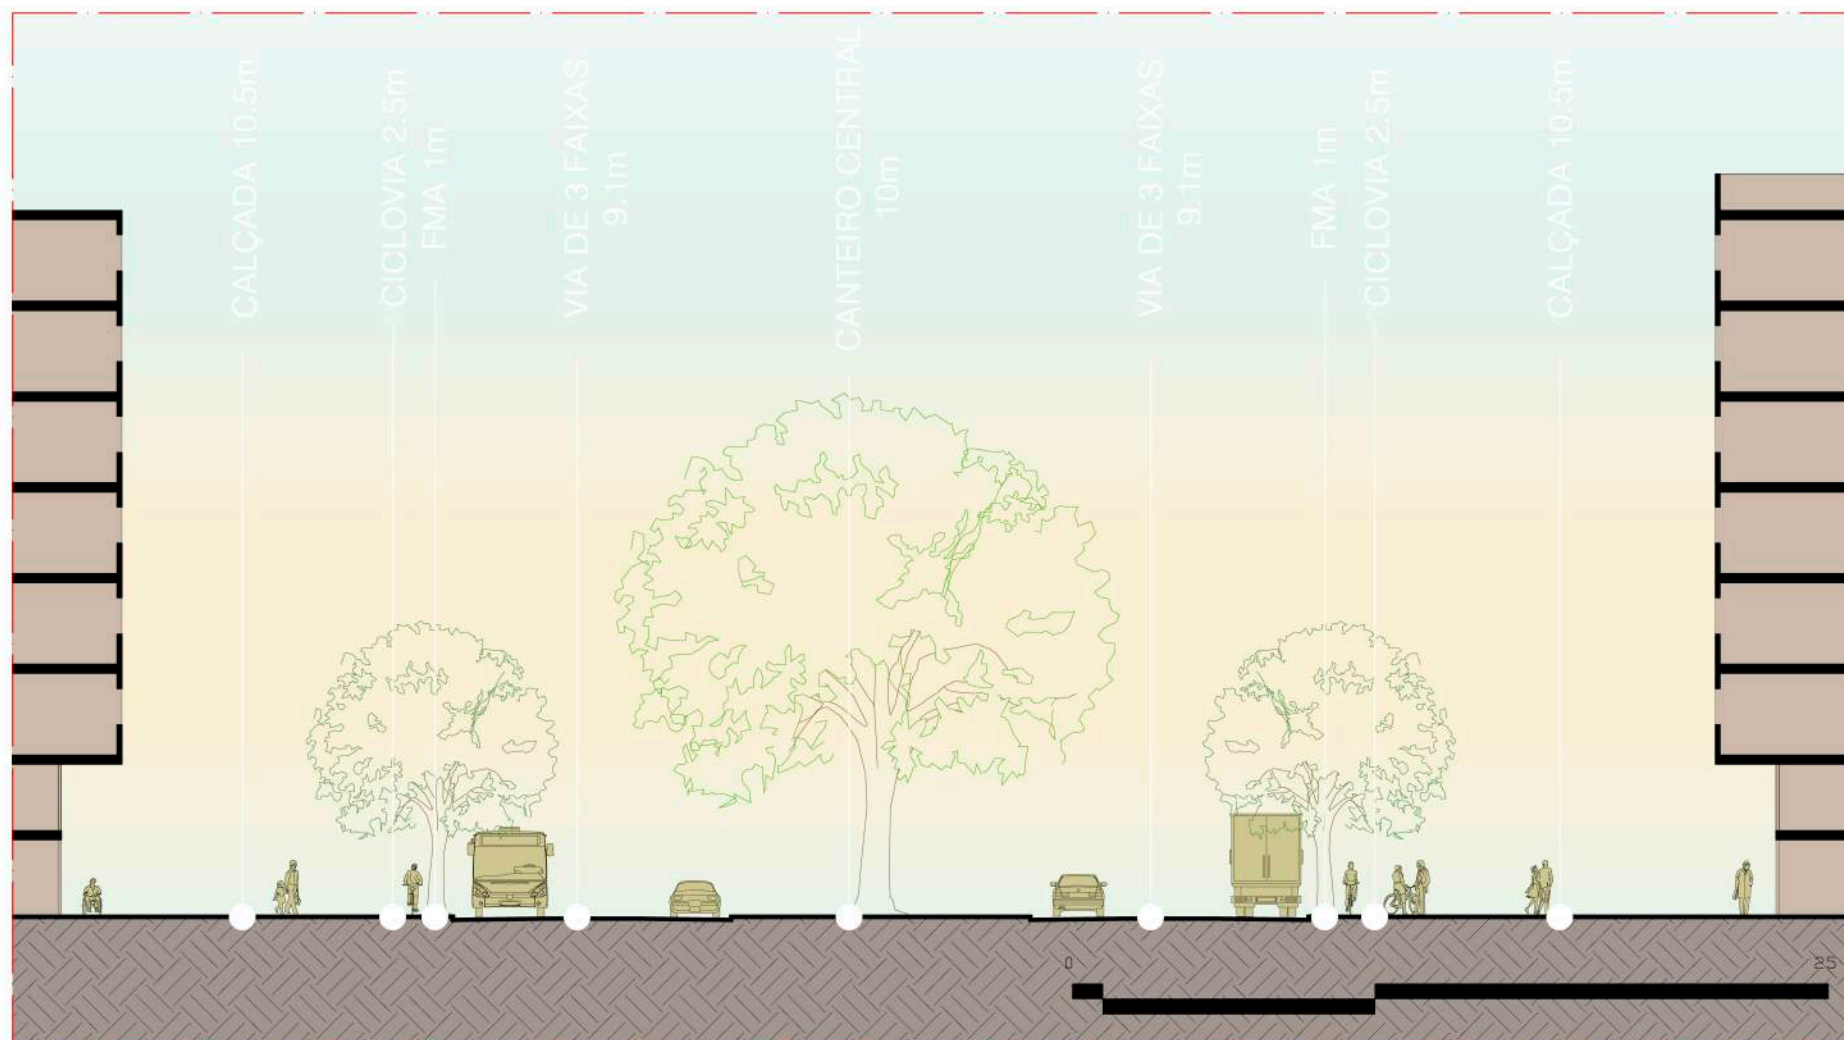 CALÇADA 10.5m
CICLOVIA 2.5m
FMA 1m
VIA DE 3 FAIXAS
9.1m
CANTEIRO CENTRAL
10m
VIA DE 3 FAIXAS
9.1m
FMA 1m
CICLOVIA 2.5m
CALÇADA 10.5m
0
25